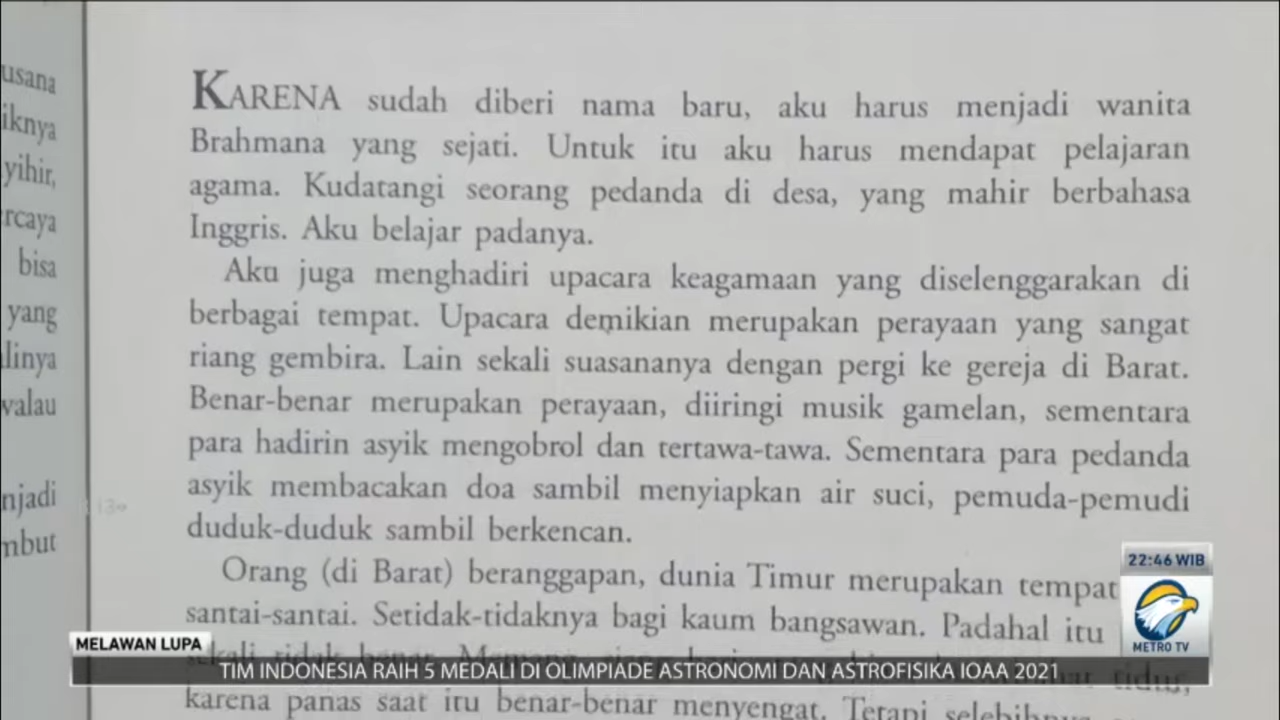 usana
iknya
yihir,
rcaya
bisa
yang
linya
walau
njadi
mbut
KARENA sudah diberi nama baru, aku harus menjadi wanita
Brahmana yang sejati. Untuk itu aku harus mendapat pelajaran
agama. Kudatangi seorang pedanda di desa, yang mahir berbahasa
Inggris. Aku belajar padanya.
Aku juga menghadiri upacara keagamaan yang diselenggarakan di
berbagai tempat. Upacara demikian merupakan perayaan yang sangat
riang gembira. Lain sekali suasananya dengan pergi ke gereja di Barat.
Benar-benar merupakan perayaan, diiringi musik gamelan, sementara
para hadirin asyik mengobrol dan tertawa-tawa. Sementara para pedanda
asyik membacakan doa sambil menyiapkan air suci, pemuda-pemudi
duduk-duduk sambil berkencan.
Orang (di Barat) beranggapan, dunia Timur merupakan tempat
santai-santai. Setidak-tidaknya bagi kaum bangsawan. Padahal itu
karena panas saat itu benar-benar menyengat. Tetapi
22:46 WIB
METRO TV
MELAWAN LUPA
TIM INDONESIA RAIH 5 MEDALI DI OLIMPIADE ASTRONOMI DAN ASTROFISIKA IOAA 2021